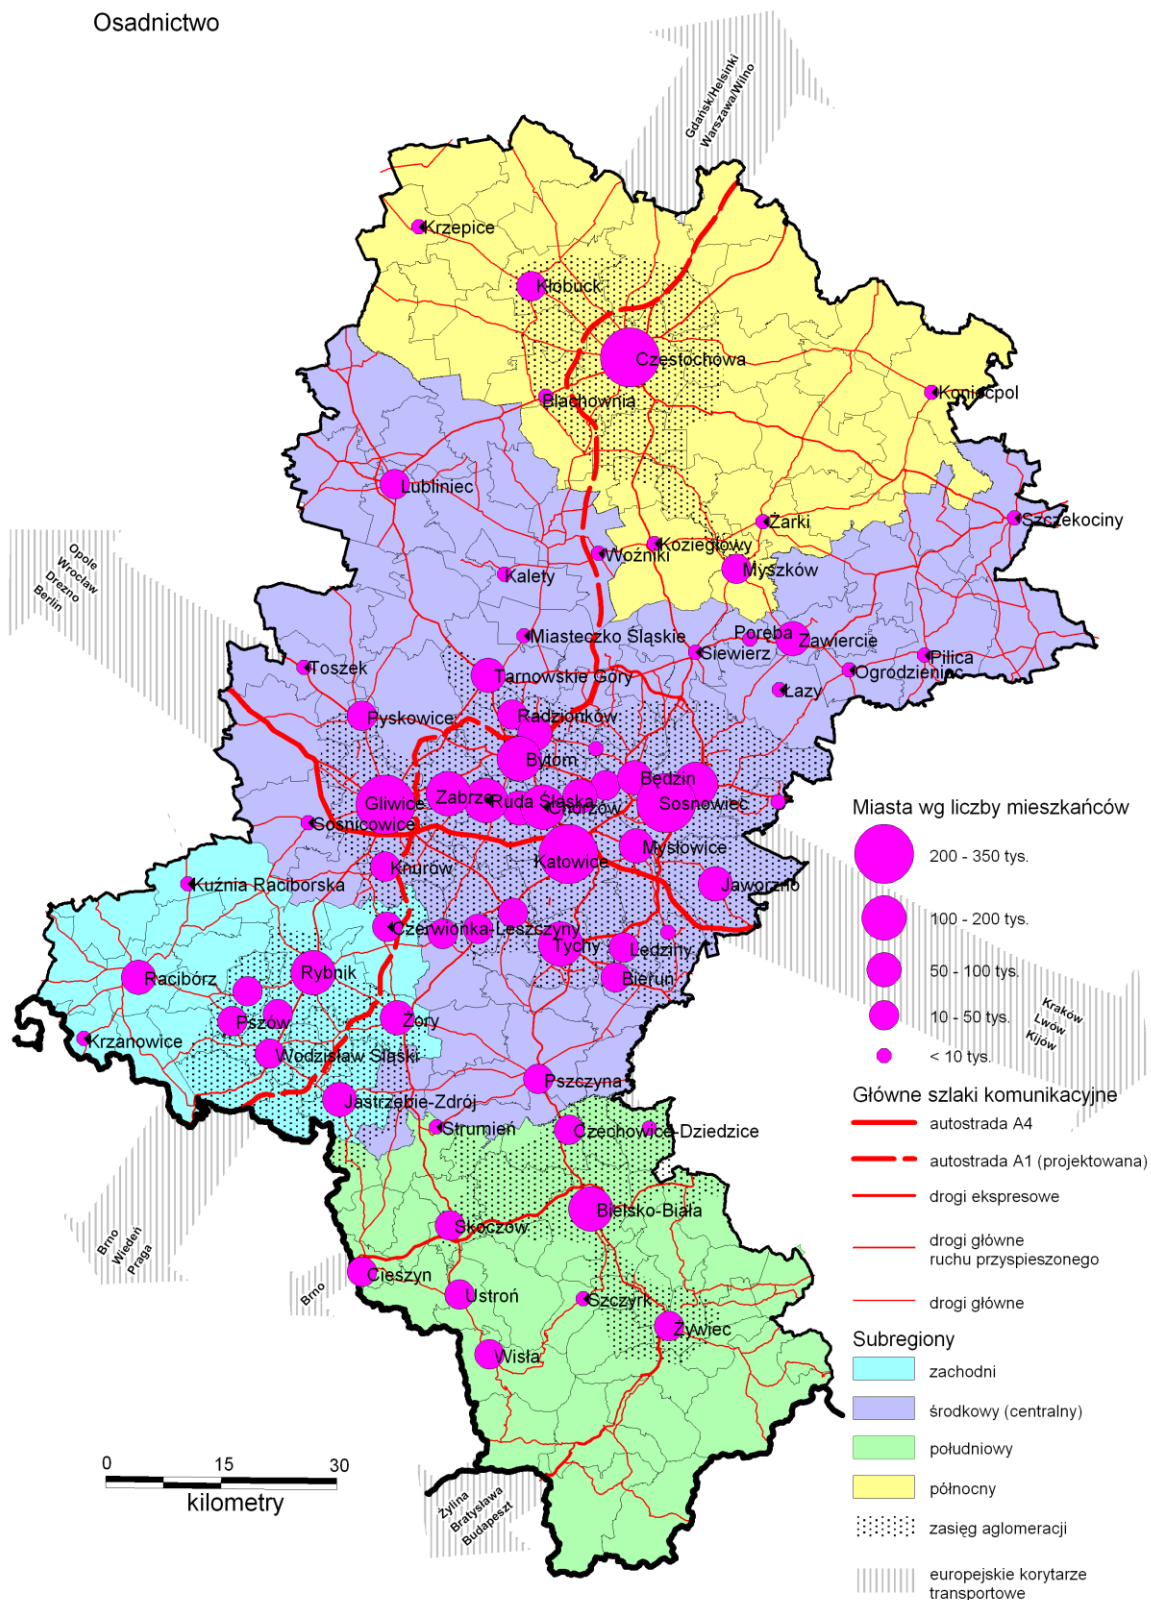 Osadnictwo
Gdańsk/Helsinki
Warszawa/Wilno
Krzepice
Kłobuck
Częstochowa
Blachownia
Koniecpol
Lubliniec
Szczekociny
Żarki
Koziegłowy
Woźniki
Myszków
Kalety
Opole
Wrocław
Drezno
Berlin
Miasteczko Śląskie
Poręba
Zawiercie
Siewierz
Pilica
Ogrodzieniec
Toszek
Tarnowskie Góry
Łazy
Pyskowice
Radzionków
Bytom
Będzin
Gliwice
Zabrze
Ruda Śląska
Chorzów
Sosnowiec
Sośnicowice
Mysłowice
Katowice
Knurów
Jaworzno
Kuźnia Raciborska
Czerwionka-Leszczyny
Tychy
Lędziny
Bieruń
Racibórz
Rybnik
Pszów
Żory
Krzanowice
Wodzisław Śląski
Pszczyna
Jastrzębie-Zdrój
Strumień
Czechowice-Dziedzice
Bielsko-Biała
Skoczów
Cieszyn
Ustroń
Szczyrk
Żywiec
Wisła
Brno
Wiedeń
Praga
Brno
Żylina
Bratysława
Budapeszt
Kraków
Lwów
Kijów
Miasta wg liczby mieszkańców
200 - 350 tys.
100 - 200 tys.
50 - 100 tys.
10 - 50 tys.
< 10 tys.
Główne szlaki komunikacyjne
autostrada A4
autostrada A1 (projektowana)
drogi ekspresowe
drogi główne
ruchu przyspieszonego
drogi główne
Subregiony
zachodni
środkowy (centralny)
południowy
północny
zasięg aglomeracji
europejskie korytarze
transportowe
0 15 30
kilometry